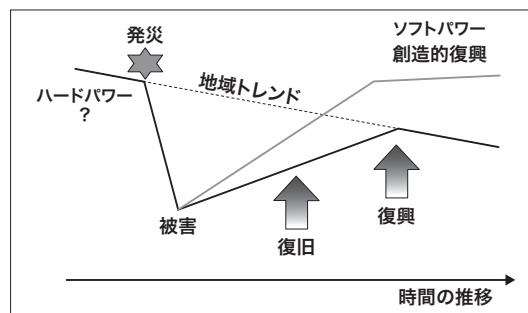 発災
ソフトパワー
創造的復興
ハードパワー
?
地域トレンド
被害
復旧
復興
時間の推移